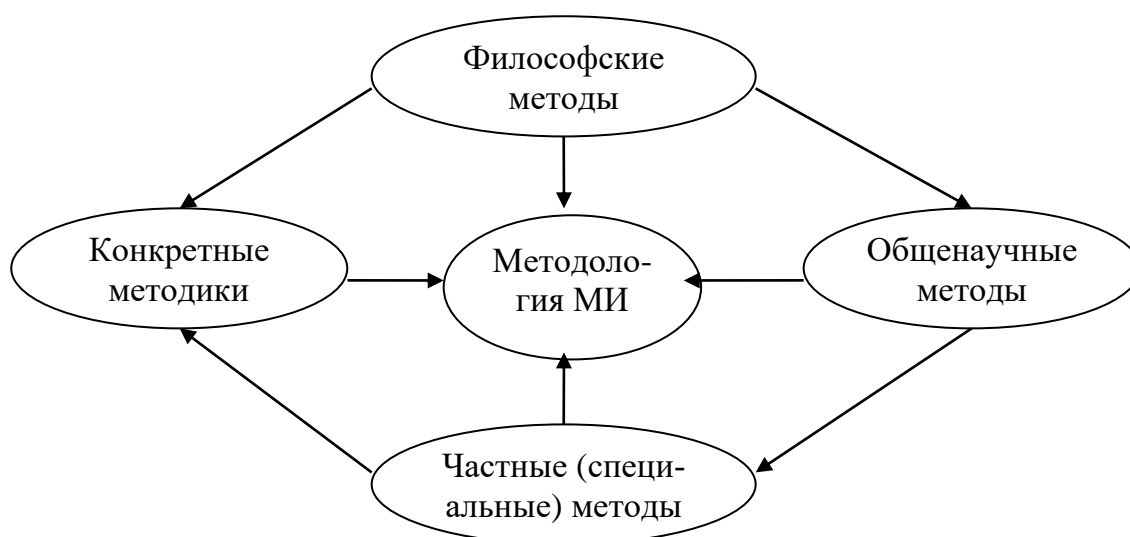 Философские
методы
Конкретные
методики
Методоло-
гия МИ
Общенаучные
методы
Частные (специ-
альные) методы